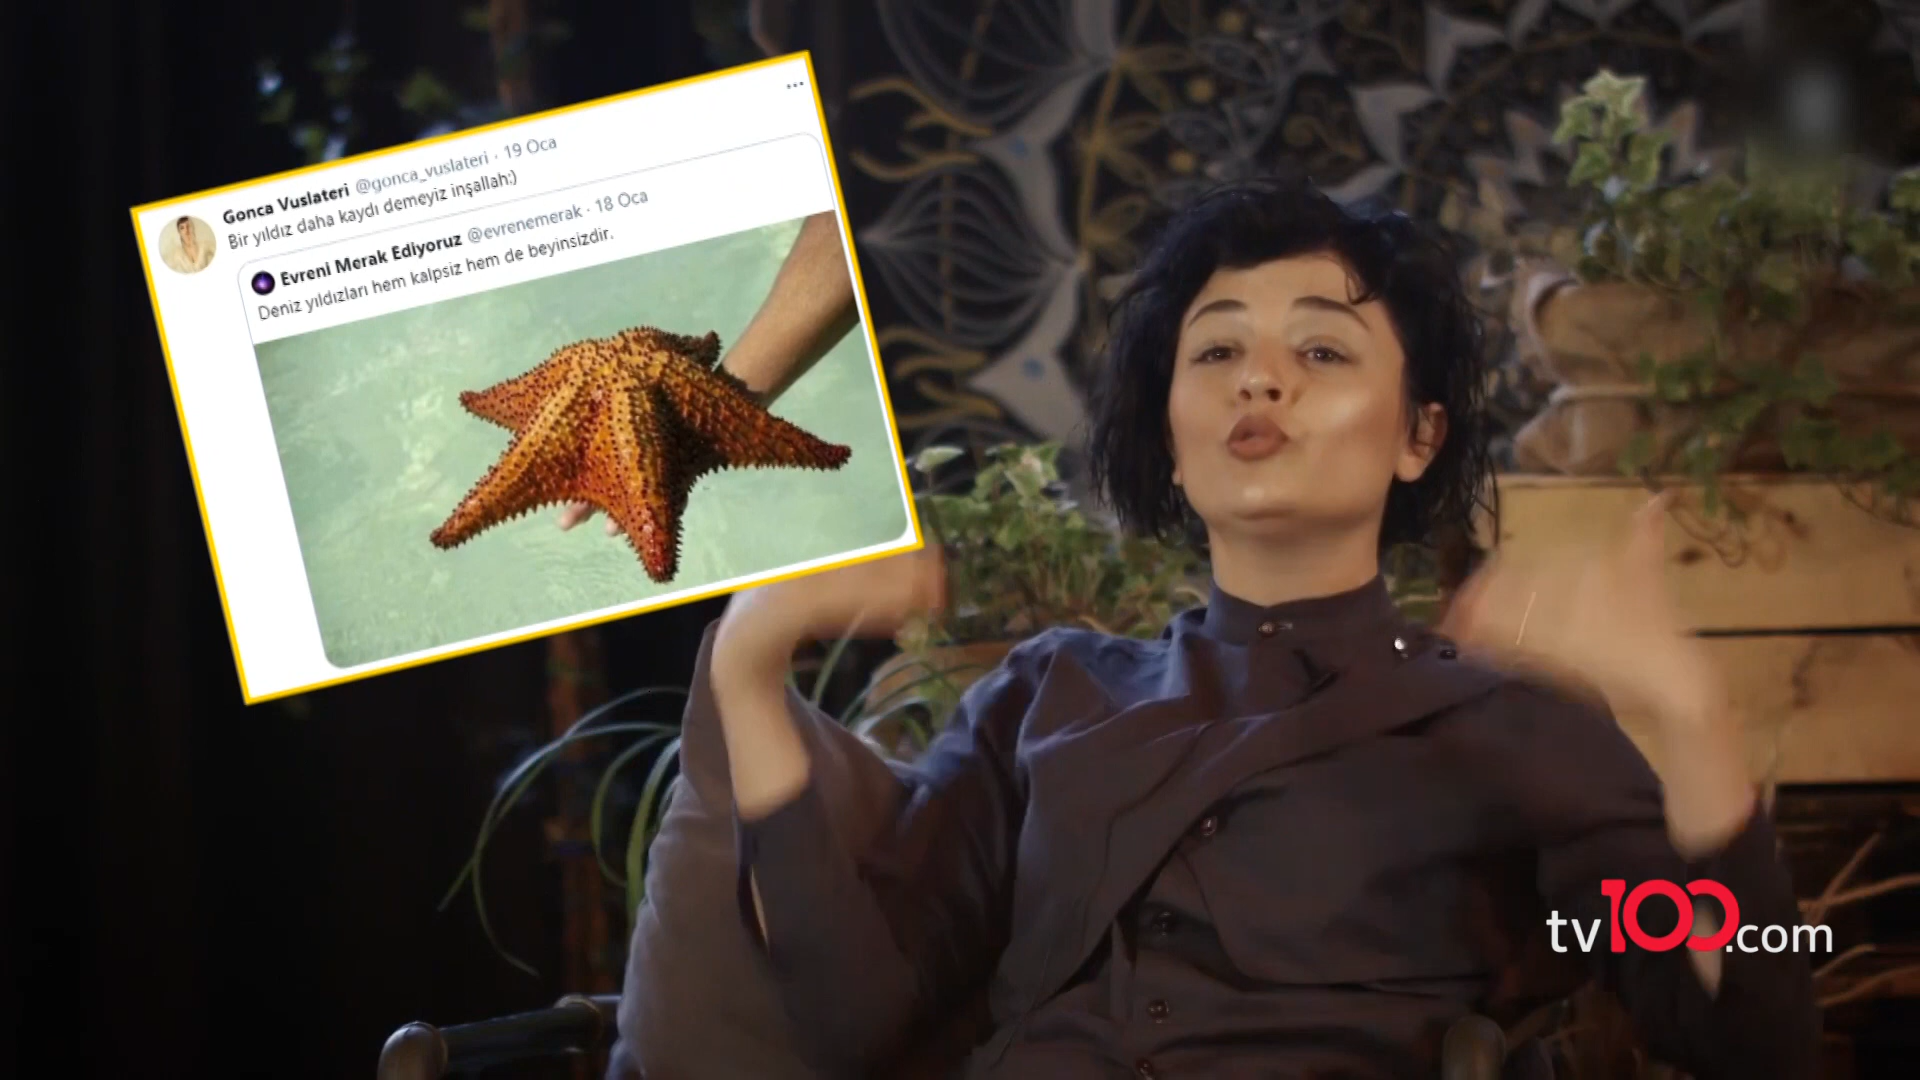 Gonca Vuslateri @gonca_vuslateri · 19 Oca
Bir yıldız daha kaydı demeyiz inşallah:)
Evreni Merak Ediyoruz @evrenemerak · 18 Oca
Deniz yıldızları hem kalpsiz hem de beyinsizdir.
tv100.com